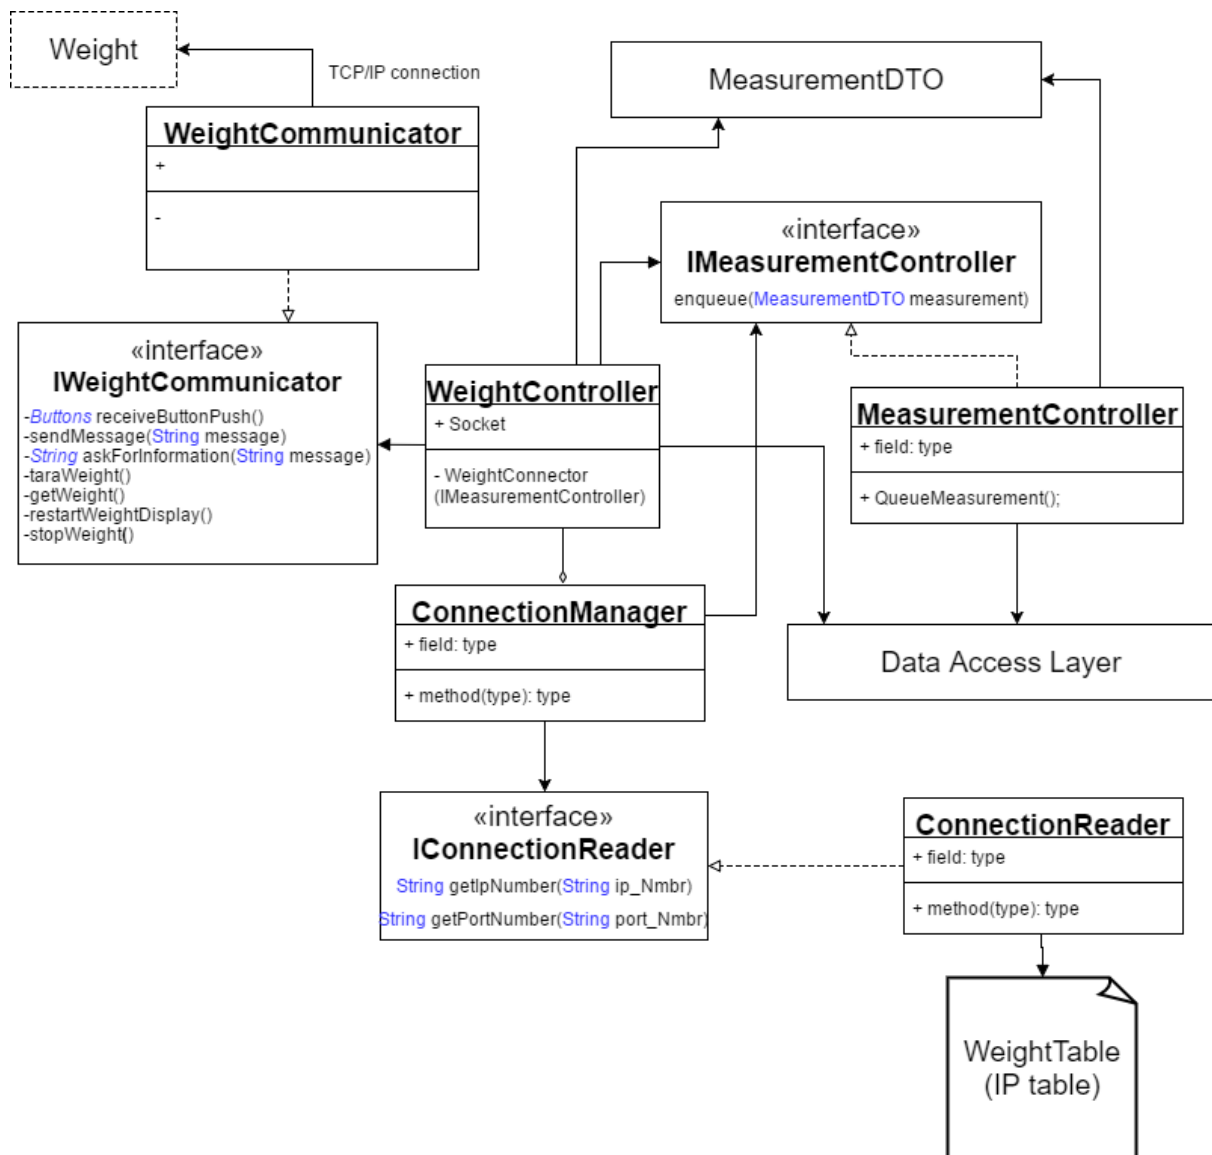 Weight
TCP/IP connection
MeasurementDTO
WeightCommunicator
+
-
«interface»
IMeasurementController
enqueue(MeasurementDTO measurement)
«interface»
IWeightCommunicator
-Buttons receiveButtonPush()
-sendMessage(String message)
-String askForInformation(String message)
-taraWeight()
-getWeight()
-restartWeightDisplay()
-stopWeight()
WeightController
+ Socket
- WeightConnector
(IMeasurementController)
MeasurementController
+ field: type
+ QueueMeasurement();
ConnectionManager
+ field: type
+ method(type): type
Data Access Layer
«interface»
IConnectionReader
String getIpNumber(String ip_Nmbr)
String getPortNumber(String port_Nmbr)
ConnectionReader
+ field: type
+ method(type): type
WeightTable
(IP table)